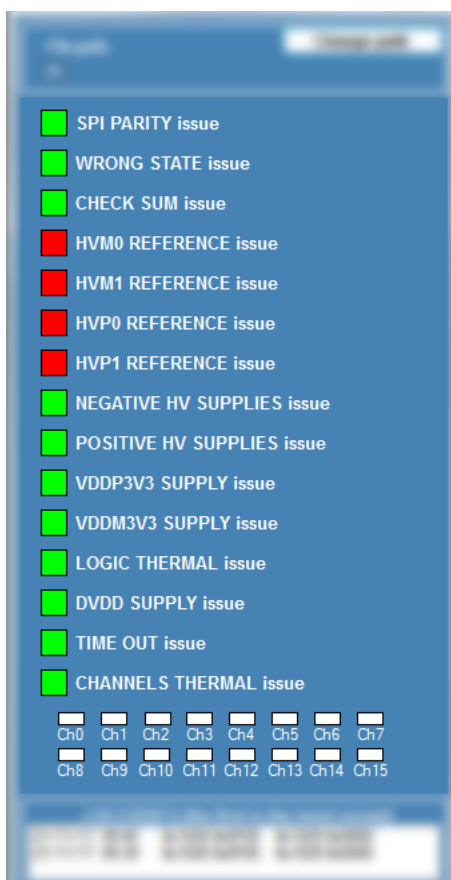 SPI PARITY issue
WRONG STATE issue
CHECK SUM issue
HVM0 REFERENCE issue
HVM1 REFERENCE issue
HVP0 REFERENCE issue
HVP1 REFERENCE issue
NEGATIVE HV SUPPLIES issue
POSITIVE HV SUPPLIES issue
VDDP3V3 SUPPLY issue
VDDM3V3 SUPPLY issue
LOGIC THERMAL issue
DVDD SUPPLY issue
TIME OUT issue
CHANNELS THERMAL issue
Ch0 Ch1 Ch2 Ch3 Ch4 Ch5 Ch6 Ch7
Ch8 Ch9 Ch10 Ch11 Ch12 Ch13 Ch14 Ch15